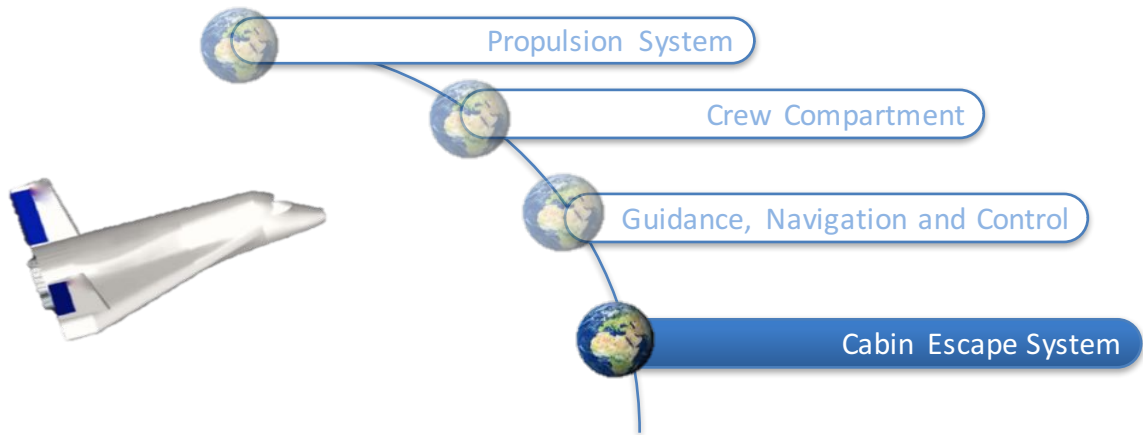 Propulsion System
Crew Compartment
Guidance, Navigation and Control
Cabin Escape System